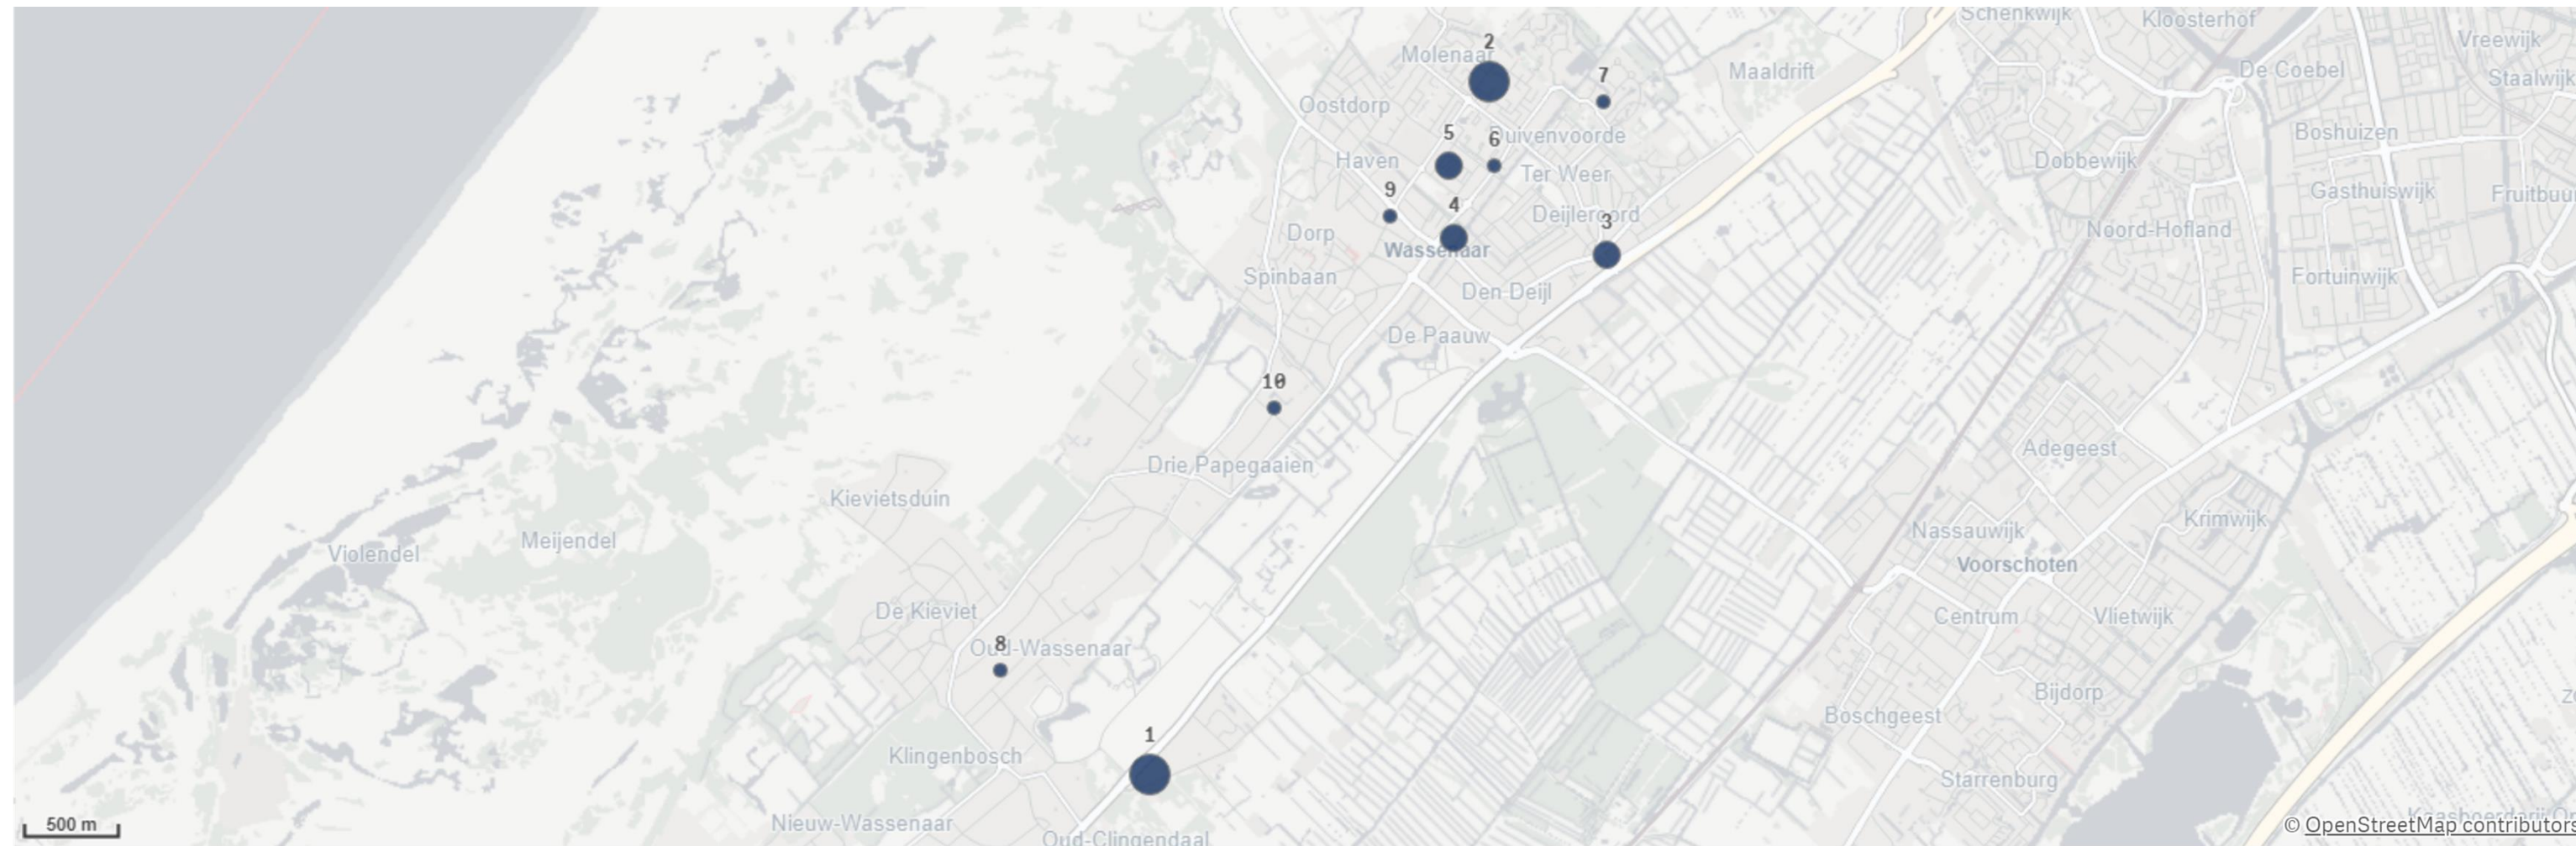 Schenkwijk
Kloosterhof
2
Vreewijk
Molenaar
De Coebel
7
Maaldrift
Staalwijk
Oostdorp
5
6
Duivenvoorde
Boshuizen
Haven
Dobbewijk
Ter Weer
9
Gasthuiswijk
4
Deijleroord
3
Dorp
Noord-Hofland
Wassenaar
Spinbaan
Fortuinwijk
Den Deijl
De Paauw
10
Adegeest
Drie Papegaaien
Kievietsduin
Krimwijk
Nassauwijk
Meijendel
Violendel
Voorschoten
De Kieviet
Centrum
Vlietwijk
8
Oud-Wassenaar
Bijdorp
Boschgeest
1
Klingenbosch
Starrenburg
500 m
Nieuw-Wassenaar
© OpenStreetMap contributors
Oud-Clingendaal